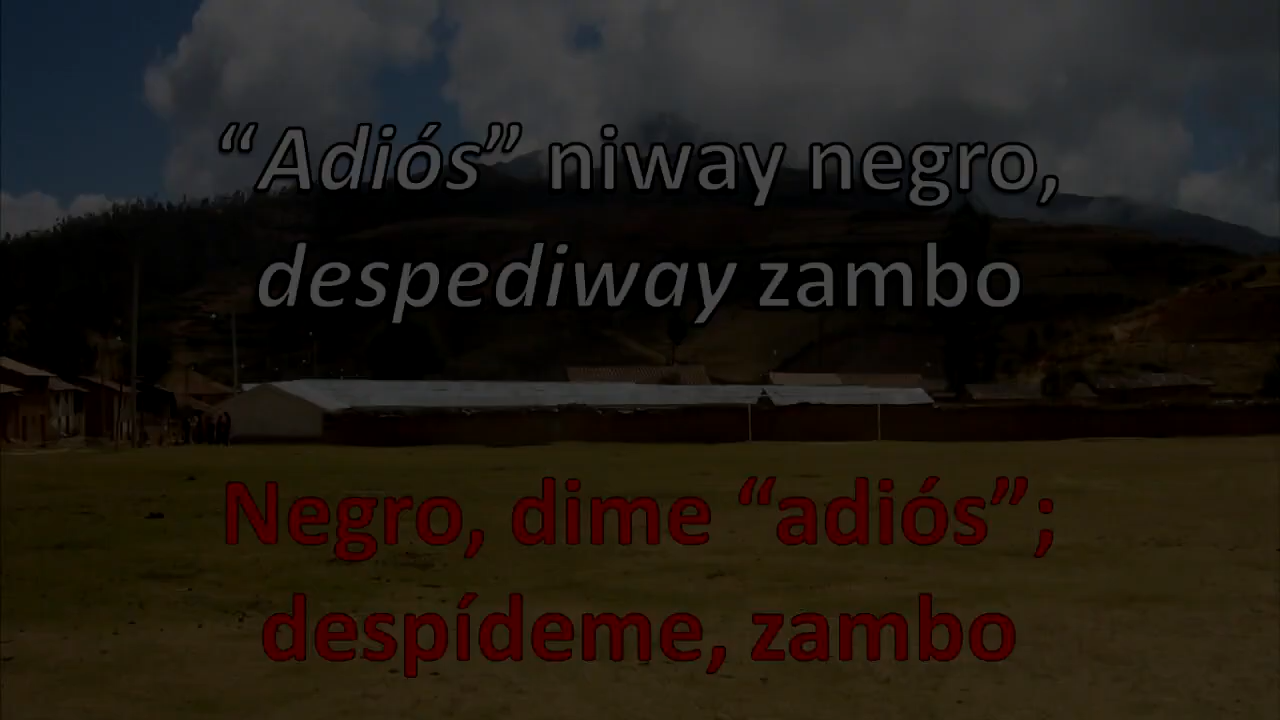 “Adiós” niway negro,
despediway zambo
Negro, dime “adiós”;
despídeme, zambo